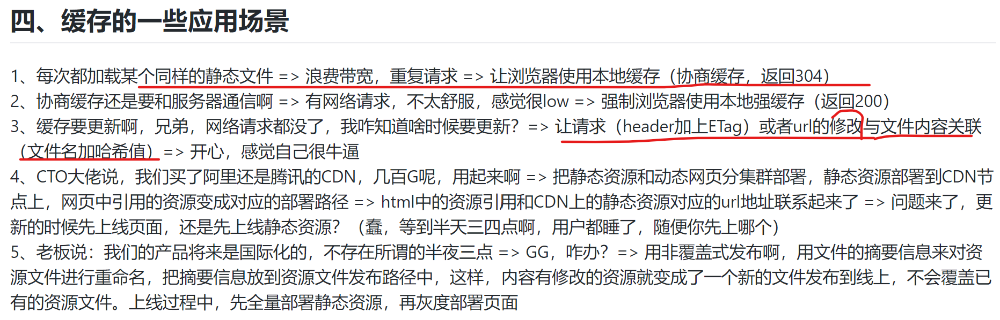 四、缓存的一些应用场景
1、每次都加载某个同样的静态文件 => 浪费带宽，重复请求 => 让浏览器使用本地缓存（协商缓存，返回304）
2、协商缓存还是要和服务器通信啊 => 有网络请求，不太舒服，感觉很low => 强制浏览器使用本地强缓存（返回200）
3、缓存要更新啊，兄弟，网络请求都没了，我咋知道啥时候要更新？=> 让请求（header加上ETag）或者url的修改与文件内容关联
（文件名加哈希值）=> 开心，感觉自己很牛逼
4、CTO大佬说，我们买了阿里还是腾讯的CDN，几百G呢，用起来啊 => 把静态资源和动态网页分集群部署，静态资源部署到CDN节
点上，网页中引用的资源变成对应的部署路径 => html中的资源引用和CDN上的静态资源对应的url地址联系起来了 => 问题来了，更
新的时候先上线页面，还是先上线静态资源？（蠢，等到半天三四点啊，用户都睡了，随便你先上哪个）
5、老板说：我们的产品将来是国际化的，不存在所谓的半夜三点 => GG，咋办？=> 用非覆盖式发布啊，用文件的摘要信息来对资
源文件进行重命名，把摘要信息放到资源文件发布路径中，这样，内容有修改的资源就变成了一个新的文件发布到线上，不会覆盖已
有的资源文件。上线过程中，先全量部署静态资源，再灰度部署页面